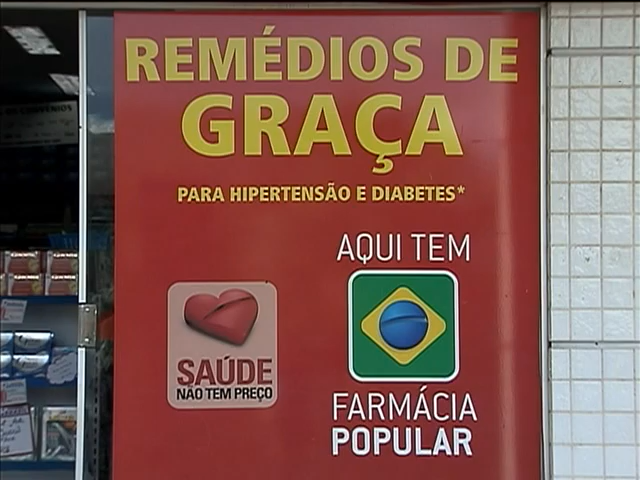 REMÉDIOS DE
GRAÇA
PARA HIPERTENSÃO E DIABETES*
AQUI TEM
SAÚDE
NÃO TEM PREÇO
FARMÁCIA
POPULAR